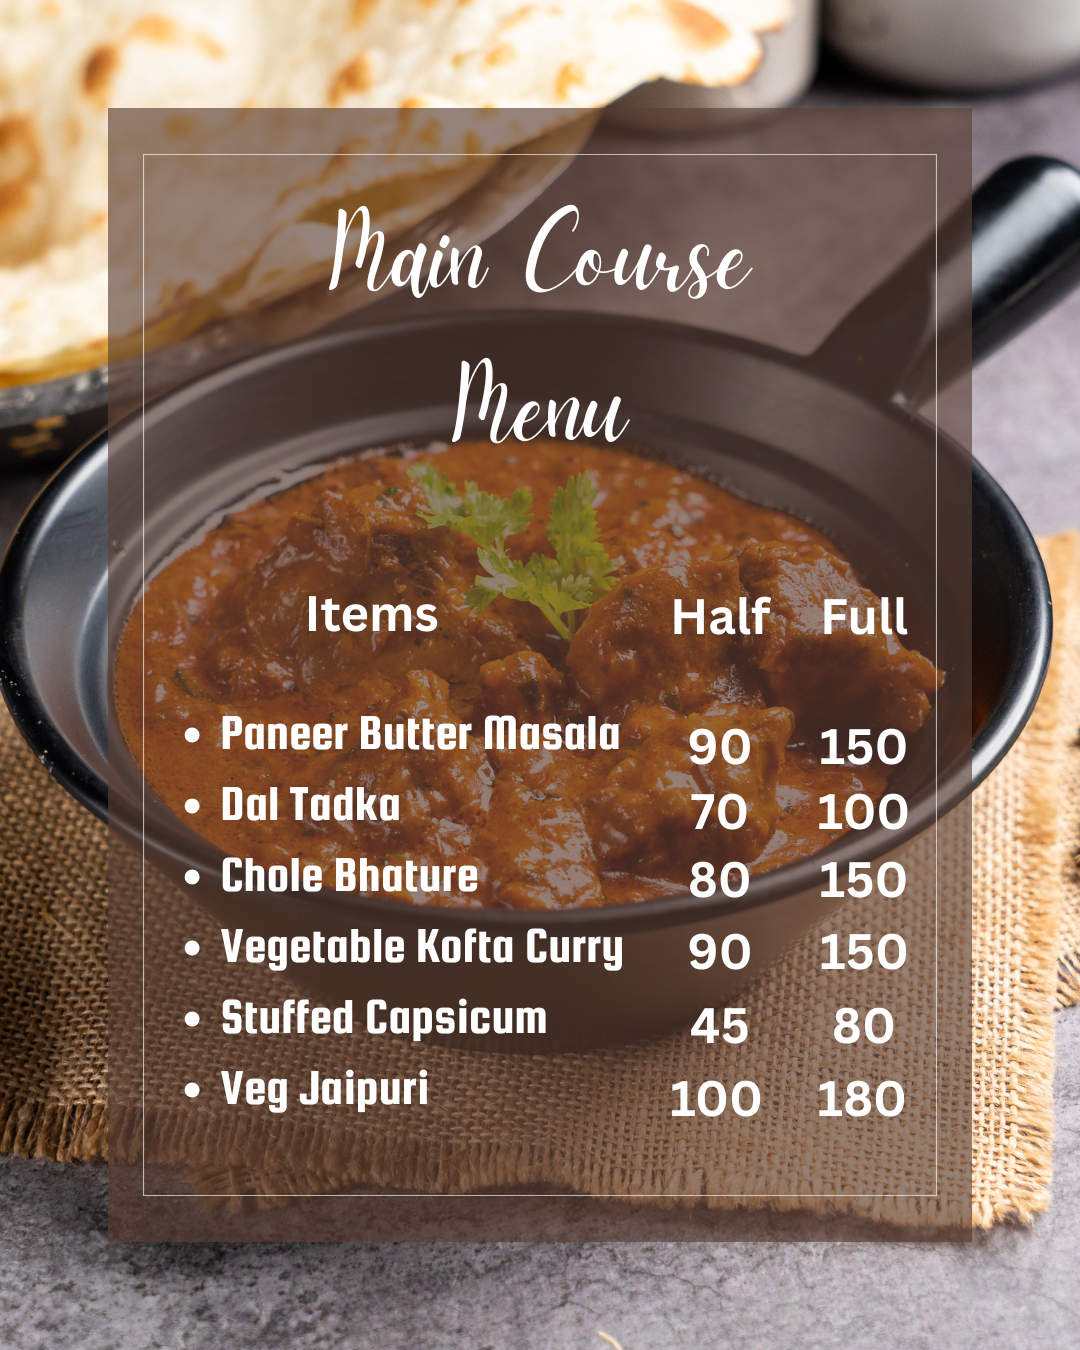 Main Course
Menu
Items Half Full
• Paneer Butter Masala 90 150
• Dal Tadka 70 100
• Chole Bhature 80 150
• Vegetable Kofta Curry 90 150
• Stuffed Capsicum 45 80
• Veg Jaipuri 100 180